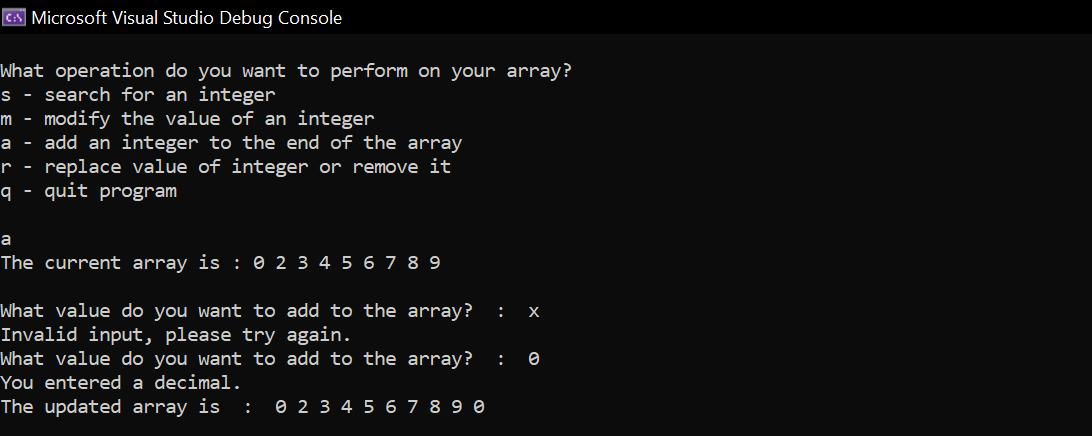 Microsoft Visual Studio Debug Console
What operation do you want to perform on your array?
s - search for an integer
m - modify the value of an integer
a - add an integer to the end of the array
r - replace value of integer or remove it
q - quit program
a
The current array is : 0 2 3 4 5 6 7 8 9
What value do you want to add to the array?  :  x
Invalid input, please try again.
What value do you want to add to the array?  :  0
You entered a decimal.
The updated array is  :  0 2 3 4 5 6 7 8 9 0